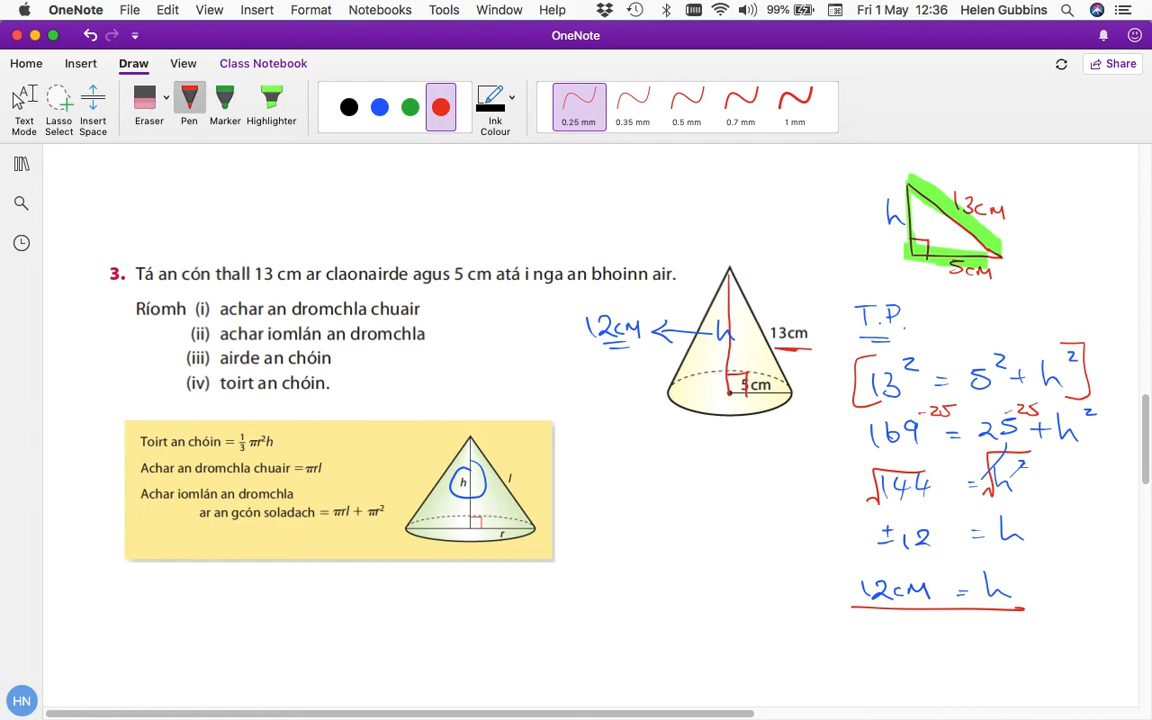 OneNote File Edit View Insert Format Notebooks Tools Window Help 99% Fri 1 May 12:36 Helen Gubbins
OneNote
Home Insert Draw View Class Notebook Share
Text Mode
Lasso Select
Insert Space
Eraser
Pen
Marker
Highlighter
Ink Colour
0.25 mm 0.35 mm 0.5 mm 0.7 mm 1 mm
3. Tá an cón thall 13 cm ar claonairde agus 5 cm atá i nga an bhoinn air.
Ríomh (i) achar an dromchla chuair
(ii) achar iomlán an dromchla
(iii) airde an chóin
(iv) toirt an chóin.
12cm
h
13cm
5cm
Toirt an chóin = 1/3 πr²h
Achar an dromchla chuair = πrl
Achar iomlán an dromchla
ar an gcón soladach = πrl + πr²
h
l
r
h
13cm
5cm
T.P.
[13² = 5² + h²]
-25 -25
169 = 25 + h²
√144 = √h²
±12 = h
12cm = h
HN